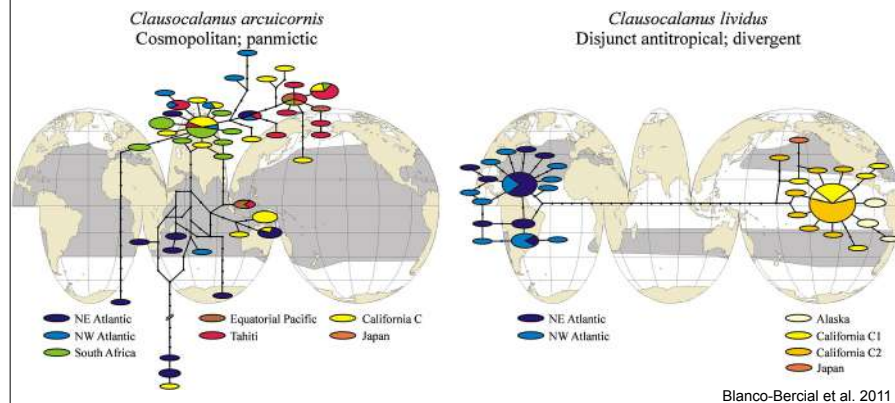 Clausocalanus arcuicornis
Cosmopolitan; panmictic
NE Atlantic
NW Atlantic
South Africa
Equatorial Pacific
Tahiti
California C
Japan
Clausocalanus lividus
Disjunct antitropical; divergent
NE Atlantic
NW Atlantic
Alaska
California C1
California C2
Japan
Blanco-Bercial et al. 2011